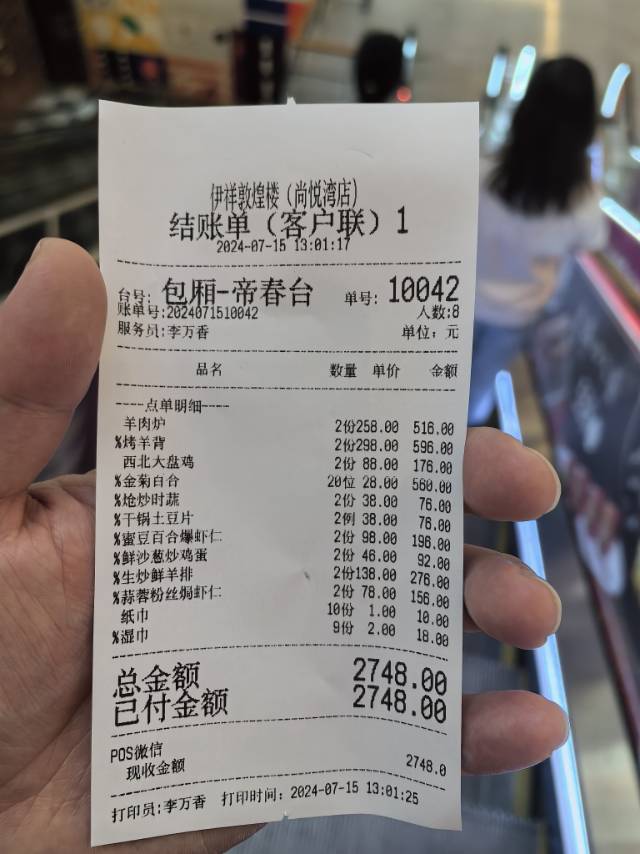 伊祥敦煌楼（尚悦湾店）
结账单（客户联）1
2024-07-15 13:01:17
台号: 包厢-帝春台 单号: 10042
账单号:2024071510042 人数:8
服务员:李万香 单位: 元
品名 数量 单价 金额
----点单明细----
羊肉炉 2份258.00 516.00
%烤羊背 2份298.00 596.00
西北大盘鸡 2份 88.00 176.00
%金菊百合 20位 28.00 560.00
%炝炒时蔬 2份 38.00 76.00
%干锅土豆片 2例 38.00 76.00
%蜜豆百合爆虾仁 2份 98.00 196.00
%鲜沙葱炒鸡蛋 2份 46.00 92.00
%生炒鲜羊排 2份138.00 276.00
%蒜蓉粉丝焗虾仁 2份 78.00 156.00
纸巾 10份 1.00 10.00
%湿巾 9份 2.00 18.00
总金额 2748.00
已付金额 2748.00
POS微信
现收金额 2748.0
打印员:李万香 打印时间: 2024-07-15 13:01:25